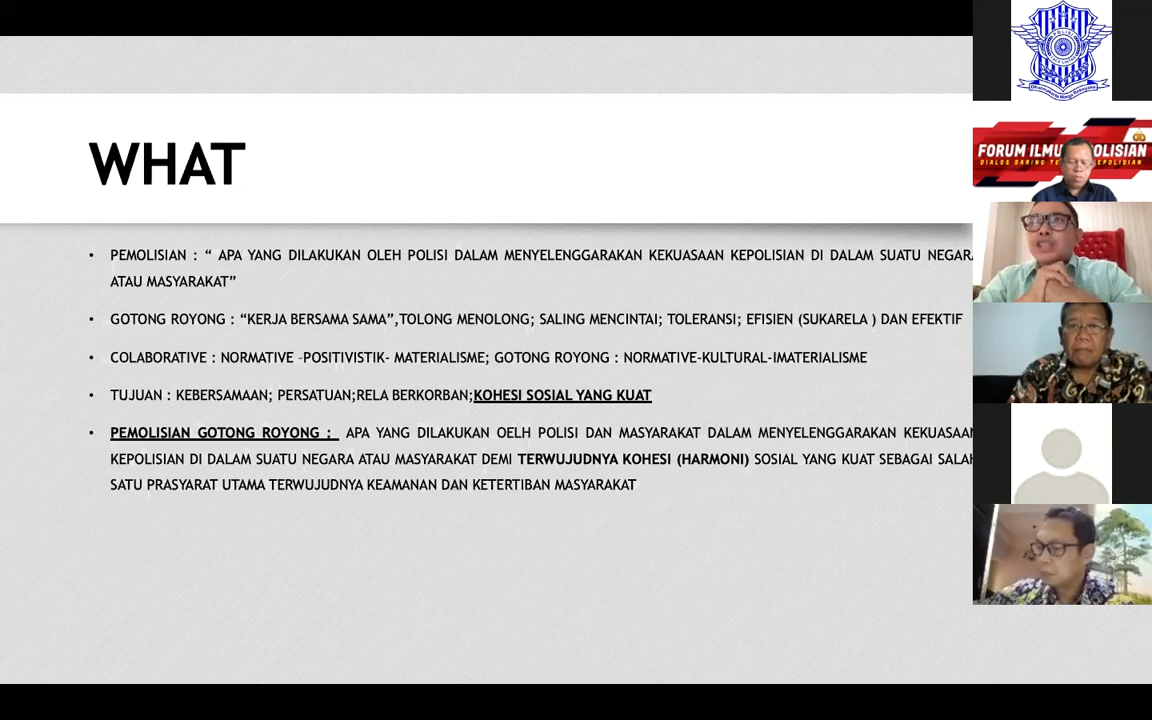 WHAT
• PEMOLISIAN : “ APA YANG DILAKUKAN OLEH POLISI DALAM MENYELENGGARAKAN KEKUASAAN KEPOLISIAN DI DALAM SUATU NEGARA
ATAU MASYARAKAT”
• GOTONG ROYONG : “KERJA BERSAMA SAMA”,TOLONG MENOLONG; SALING MENCINTAI; TOLERANSI; EFISIEN (SUKARELA ) DAN EFEKTIF
• COLABORATIVE : NORMATIVE -POSITIVISTIK- MATERIALISME; GOTONG ROYONG : NORMATIVE-KULTURAL-IMATERIALISME
• TUJUAN : KEBERSAMAAN; PERSATUAN;RELA BERKORBAN;KOHESI SOSIAL YANG KUAT
• PEMOLISIAN GOTONG ROYONG : APA YANG DILAKUKAN OELH POLISI DAN MASYARAKAT DALAM MENYELENGGARAKAN KEKUASAAN
KEPOLISIAN DI DALAM SUATU NEGARA ATAU MASYARAKAT DEMI TERWUJUDNYA KOHESI (HARMONI) SOSIAL YANG KUAT SEBAGAI SALAH
SATU PRASYARAT UTAMA TERWUJUDNYA KEAMANAN DAN KETERTIBAN MASYARAKAT
POLISI
FORUM ILMU
DIALOG DARING